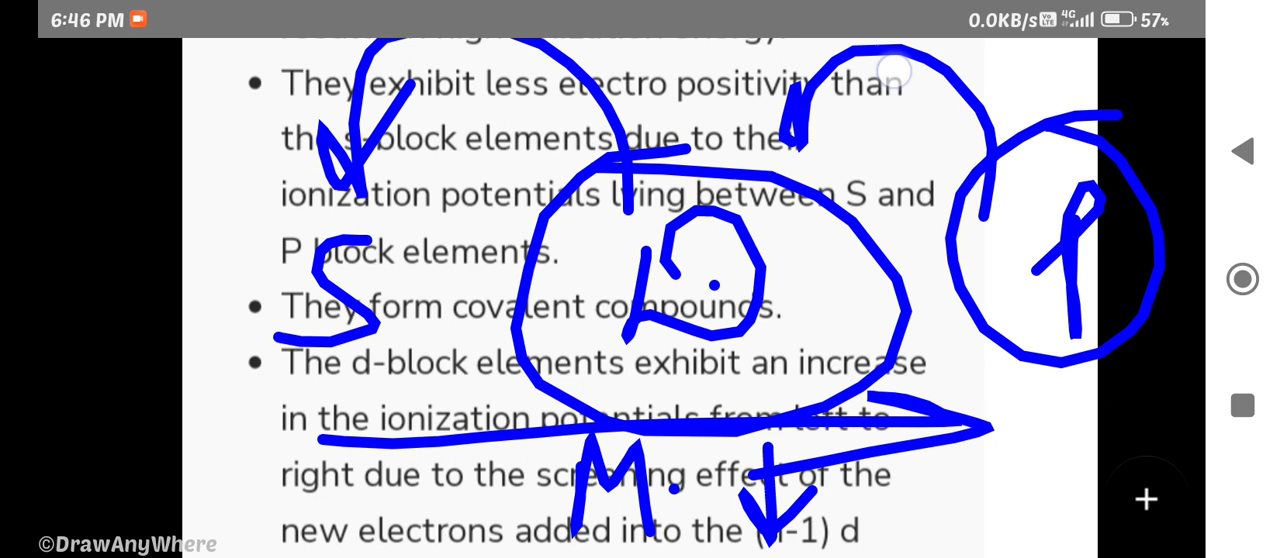 6:46 PM 0.0KB/s Vo LTE 4G 57%
They exhibit less electro positivity than
the s-block elements due to their
ionization potentials lying between S and
P block elements.
S D P
They form covalent compounds.
The d-block elements exhibit an increase
in the ionization potentials from left to
right due to the screening effect of the
M
new electrons added into the (n-1) d
©DrawAnyWhere